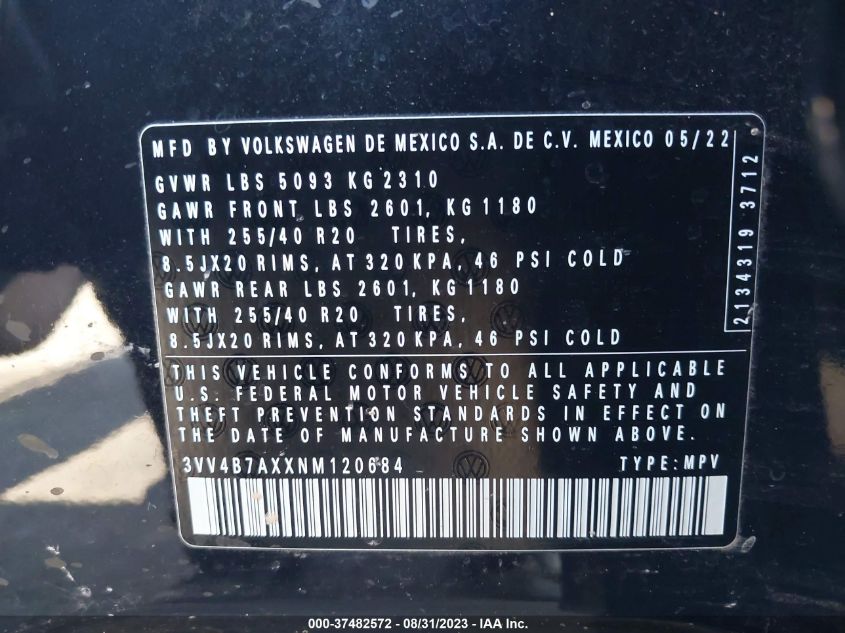 MFD BY VOLKSWAGEN DE MEXICO S.A. DE C.V. MEXICO 05/22
GVWR LBS 5093 KG 2310
GAWR FRONT LBS 2601, KG 1180
WITH 255/40 R20 TIRES,
8.5JX20 RIMS, AT 320 KPA, 46 PSI COLD
GAWR REAR LBS 2601, KG 1180
WITH 255/40 R20 TIRES,
8.5JX20 RIMS, AT 320 KPA, 46 PSI COLD
2134319 3712
THIS VEHICLE CONFORMS TO ALL APPLICABLE
U.S. FEDERAL MOTOR VEHICLE SAFETY AND
THEFT PREVENTION STANDARDS IN EFFECT ON
THE DATE OF MANUFACTURE SHOWN ABOVE.
3VV4B7AXXNM120684 TYPE:MPV
000-37482572 / 08/31/2023 - IAA Inc.